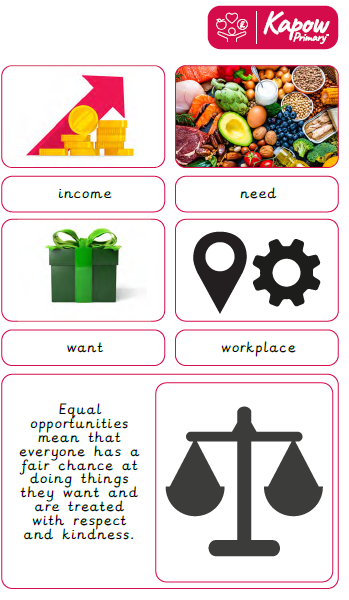 Kapow
Primary
income
need
want
workplace
Equal
opportunities
mean that
everyone has a
fair chance at
doing things
they want and
are treated
with respect
and kindness.